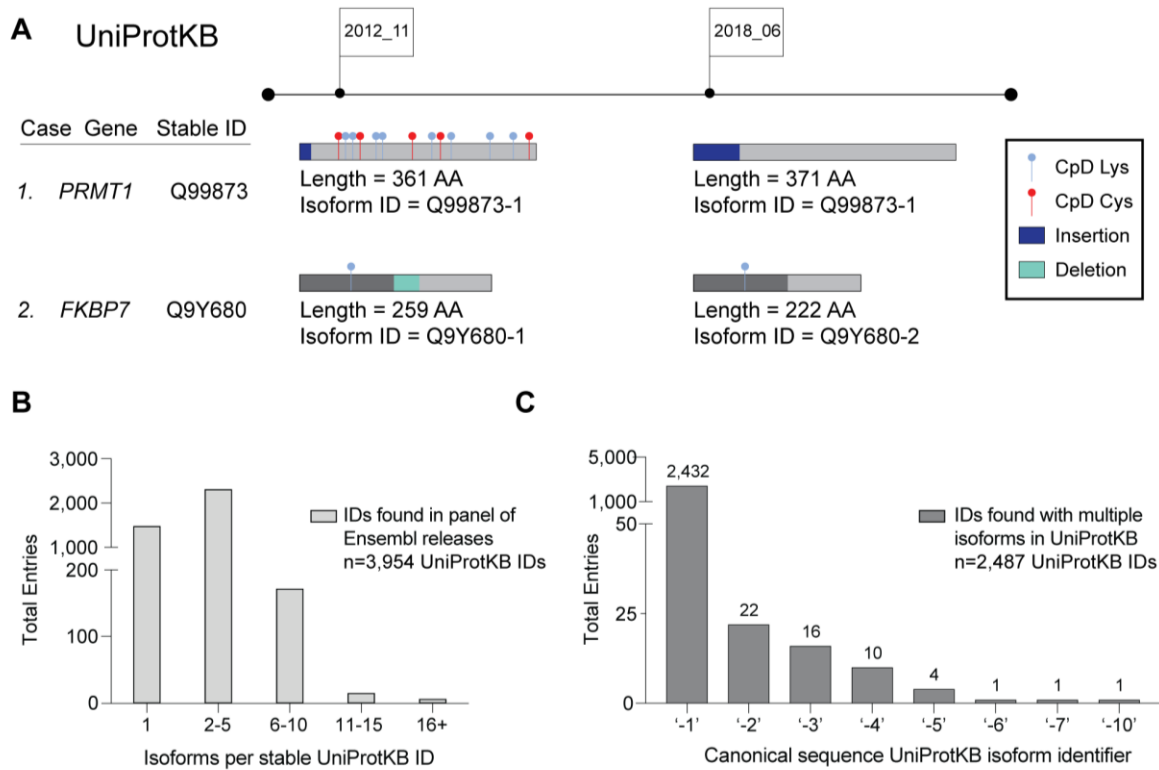 A
UniProtKB
2012_11
2018_06
Case Gene Stable ID
1. PRMT1 Q99873
Length = 361 AA
Isoform ID = Q99873-1
Length = 371 AA
Isoform ID = Q99873-1
2. FKBP7 Q9Y680
Length = 259 AA
Isoform ID = Q9Y680-1
Length = 222 AA
Isoform ID = Q9Y680-2
CpD Lys
CpD Cys
Insertion
Deletion
B
Total Entries
3,000
2,000
1,000
200
100
0
1
2-5
6-10
11-15
16+
Isoforms per stable UniProtKB ID
IDs found in panel of
Ensembl releases
n=3,954 UniProtKB IDs
C
Total Entries
5,000
1,000
50
25
0
2,432
22
16
10
4
1
1
1
‘-1’
‘-2’
‘-3’
‘-4’
‘-5’
‘-6’
‘-7’
‘-10’
Canonical sequence UniProtKB isoform identifier
IDs found with multiple
isoforms in UniProtKB
n=2,487 UniProtKB IDs